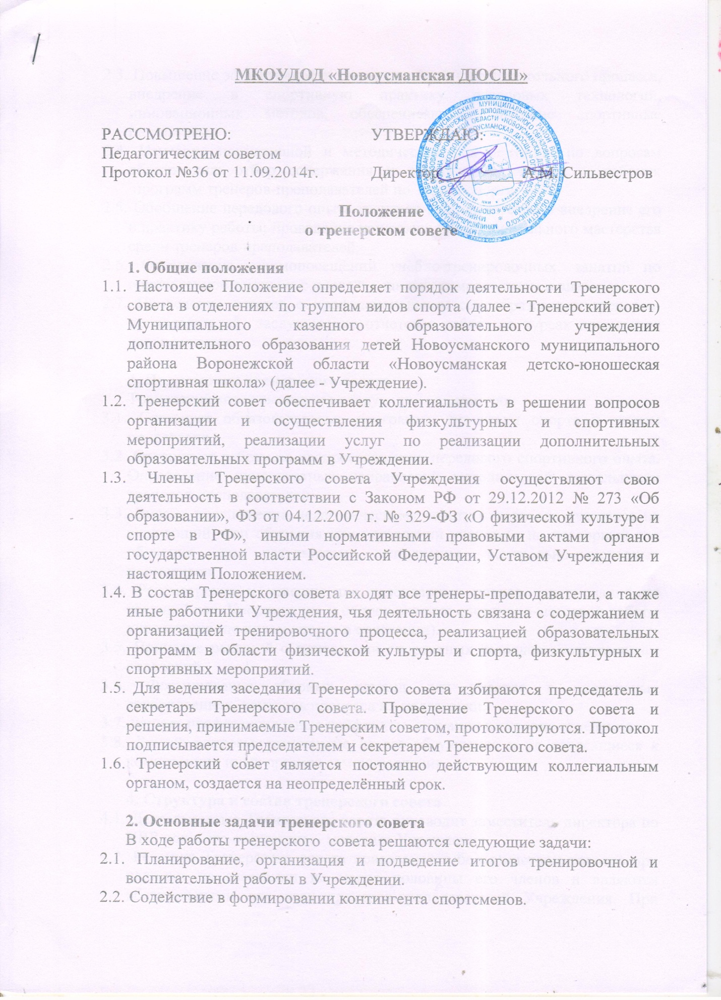 МКОУДОД «Новоусманская ДЮСШ»
РАССМОТРЕНО:
Педагогическим советом
Протокол №36 от 11.09.2014г.
УТВЕРЖДАЮ:
Директор __________ А.М. Сильвестров
Положение
о тренерском совете
1. Общие положения
1.1. Настоящее Положение определяет порядок деятельности Тренерского
совета в отделениях по группам видов спорта (далее - Тренерский совет)
Муниципального казенного образовательного учреждения
дополнительного образования детей Новоусманского муниципального
района Воронежской области «Новоусманская детско-юношеская
спортивная школа» (далее - Учреждение).
1.2. Тренерский совет обеспечивает коллегиальность в решении вопросов
организации и осуществления физкультурных и спортивных
мероприятий, реализации услуг по реализации дополнительных
образовательных программ в Учреждении.
1.3. Члены Тренерского совета Учреждения осуществляют свою
деятельность в соответствии с Законом РФ от 29.12.2012 № 273 «Об
образовании», ФЗ от 04.12.2007 г. № 329-ФЗ «О физической культуре и
спорте в РФ», иными нормативными правовыми актами органов
государственной власти Российской Федерации, Уставом Учреждения и
настоящим Положением.
1.4. В состав Тренерского совета входят все тренеры-преподаватели, а также
иные работники Учреждения, чья деятельность связана с содержанием и
организацией тренировочного процесса, реализацией образовательных
программ в области физической культуры и спорта, физкультурных и
спортивных мероприятий.
1.5. Для ведения заседания Тренерского совета избираются председатель и
секретарь Тренерского совета. Проведение Тренерского совета и
решения, принимаемые Тренерским советом, протоколируются. Протокол
подписывается председателем и секретарем Тренерского совета.
1.6. Тренерский совет является постоянно действующим коллегиальным
органом, создается на неопределённый срок.
2. Основные задачи тренерского совета
В ходе работы тренерского совета решаются следующие задачи:
2.1. Планирование, организация и подведение итогов тренировочной и
воспитательной работы в Учреждении.
2.2. Содействие в формировании контингента спортсменов.